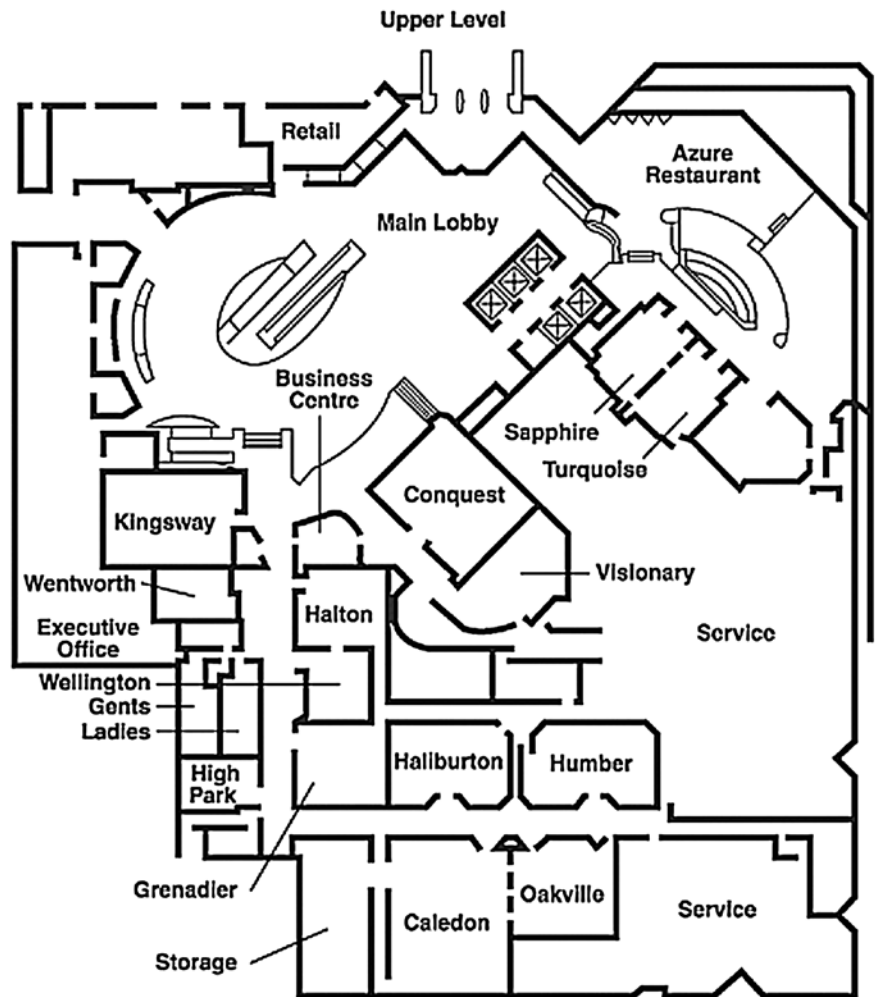 Upper Level
Retail
Azure
Restaurant
Main Lobby
Business
Centre
Sapphire
Turquoise
Conquest
Kingsway
Visionary
Wentworth
Halton
Executive
Office
Service
Wellington
Gents
Ladies
High
Park
Haliburton
Humber
Grenadier
Oakville
Caledon
Service
Storage